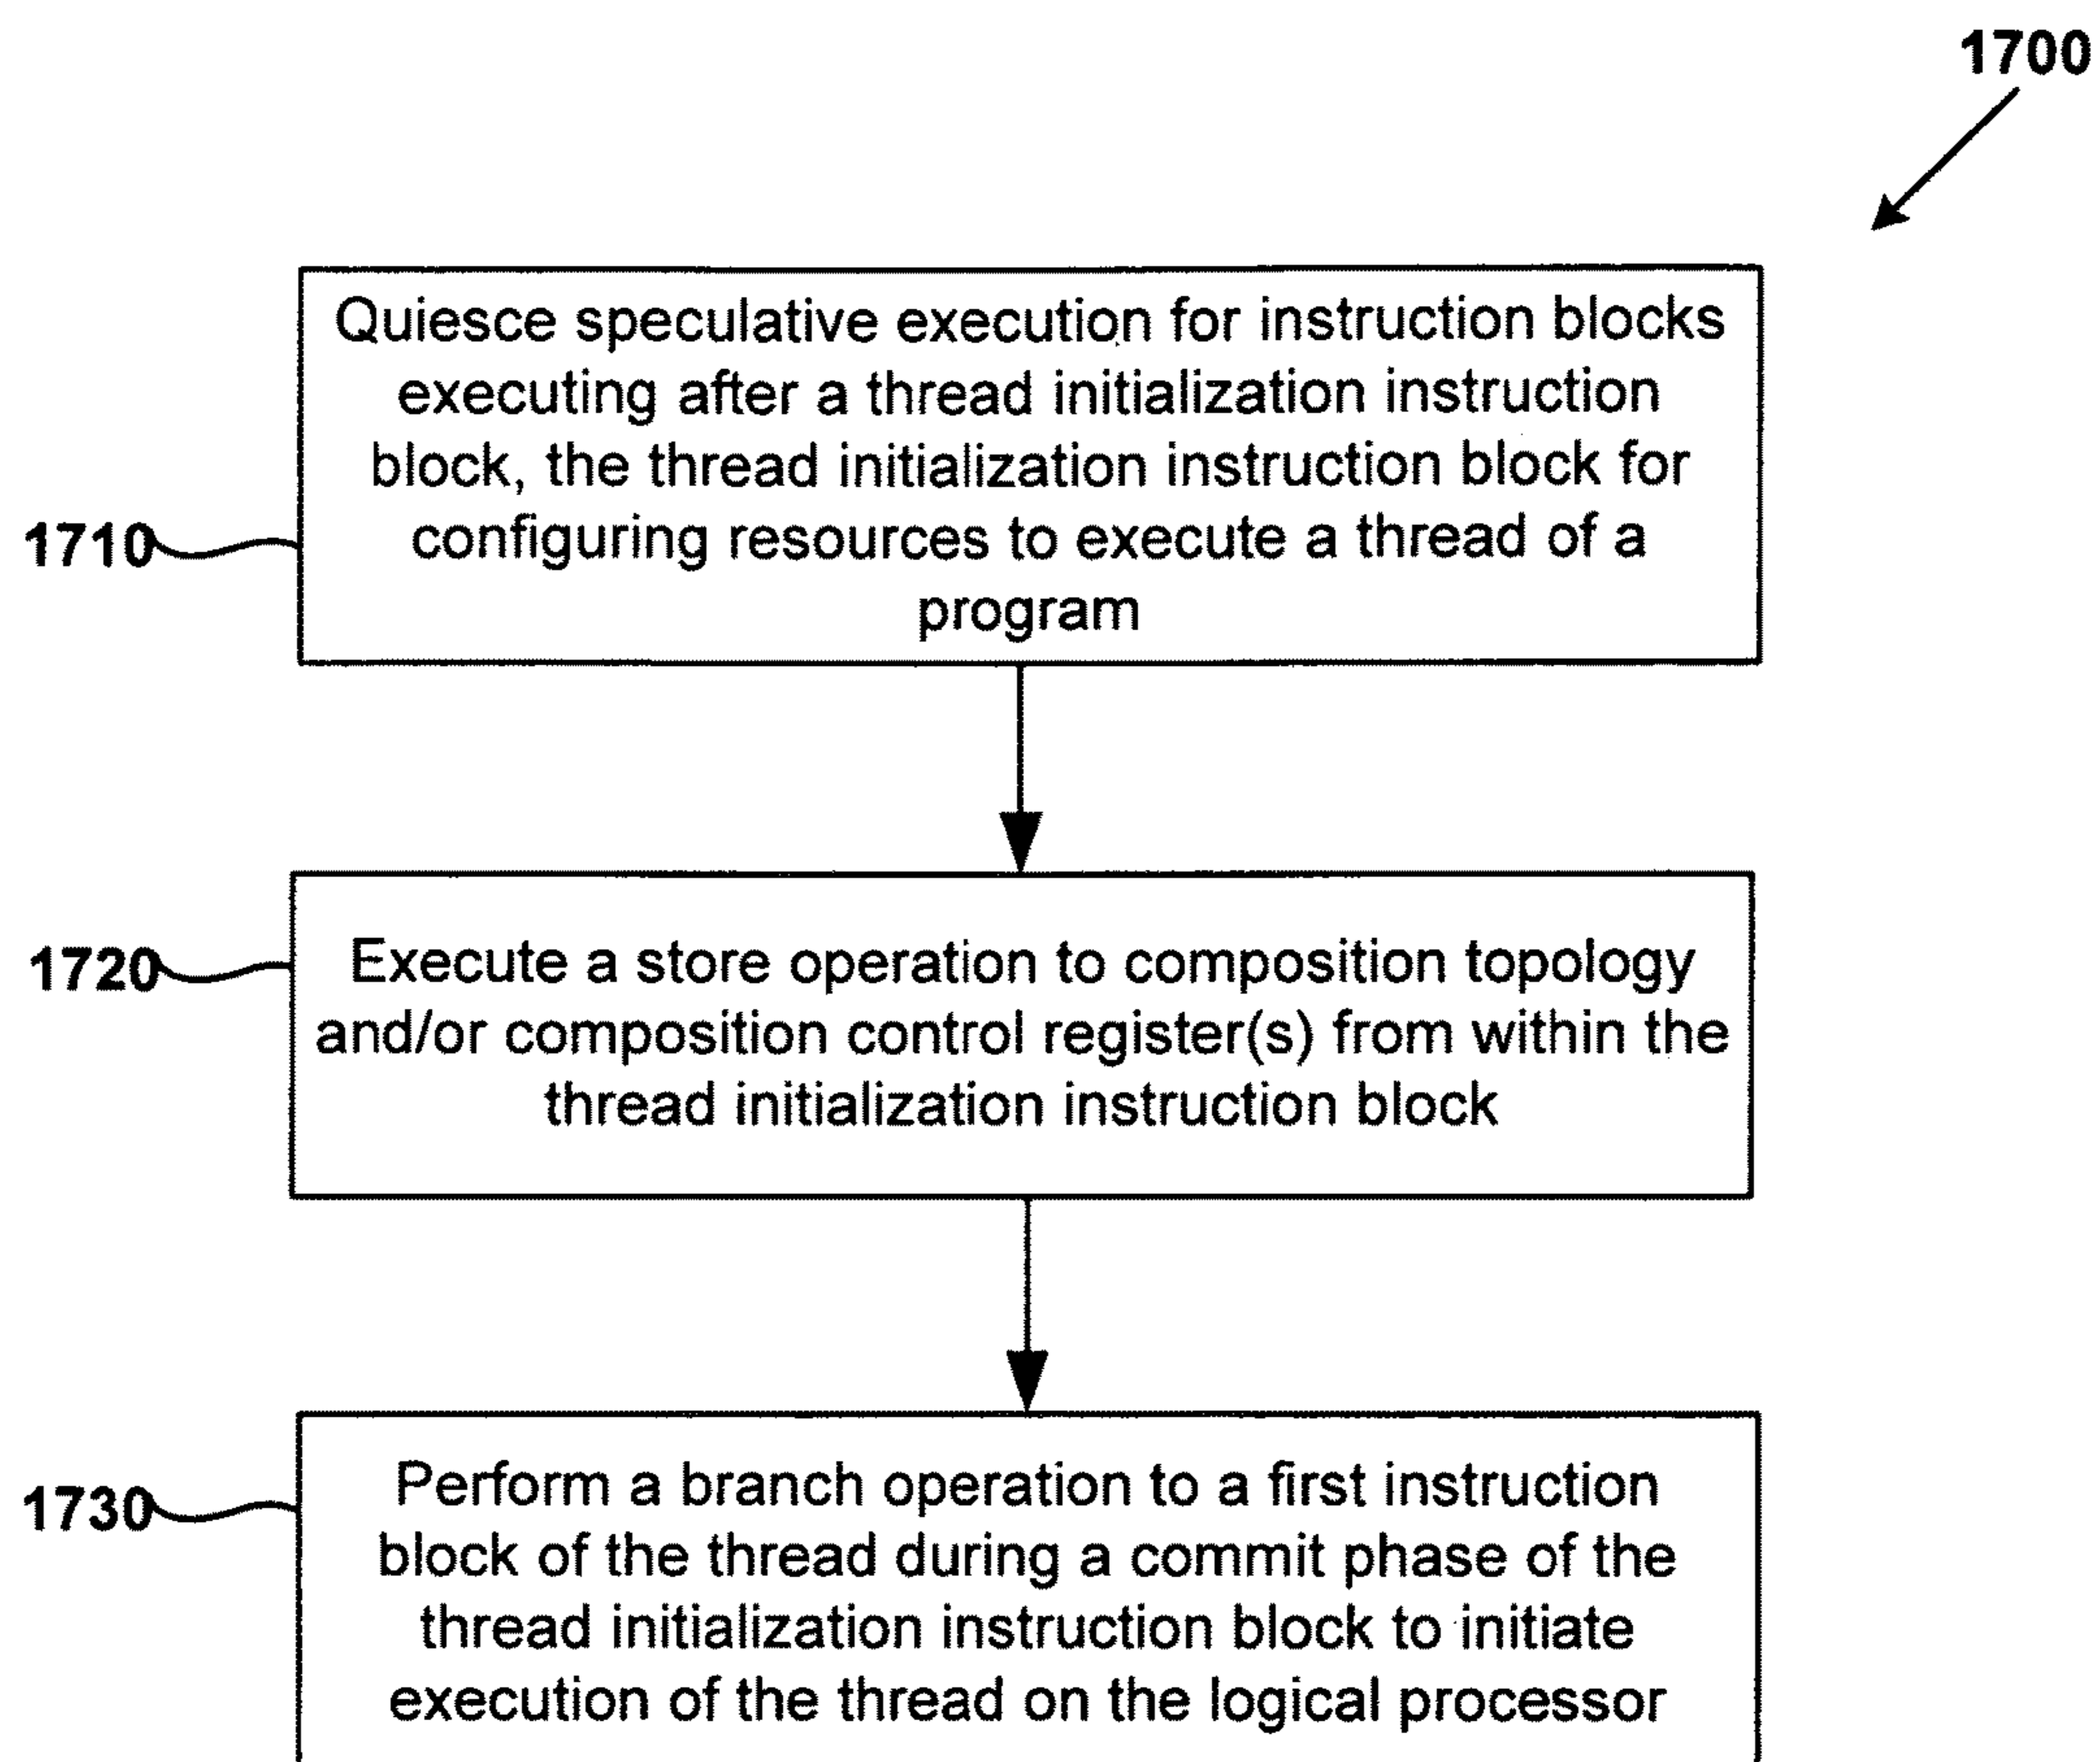 1700
Quiesce speculative execution for instruction blocks
executing after a thread initialization instruction
block, the thread initialization instruction block for
configuring resources to execute a thread of a
program
1710
1720
Execute a store operation to composition topology
and/or composition control register(s) from within the
thread initialization instruction block
1730
Perform a branch operation to a first instruction
block of the thread during a commit phase of the
thread initialization instruction block to initiate
execution of the thread on the logical processor